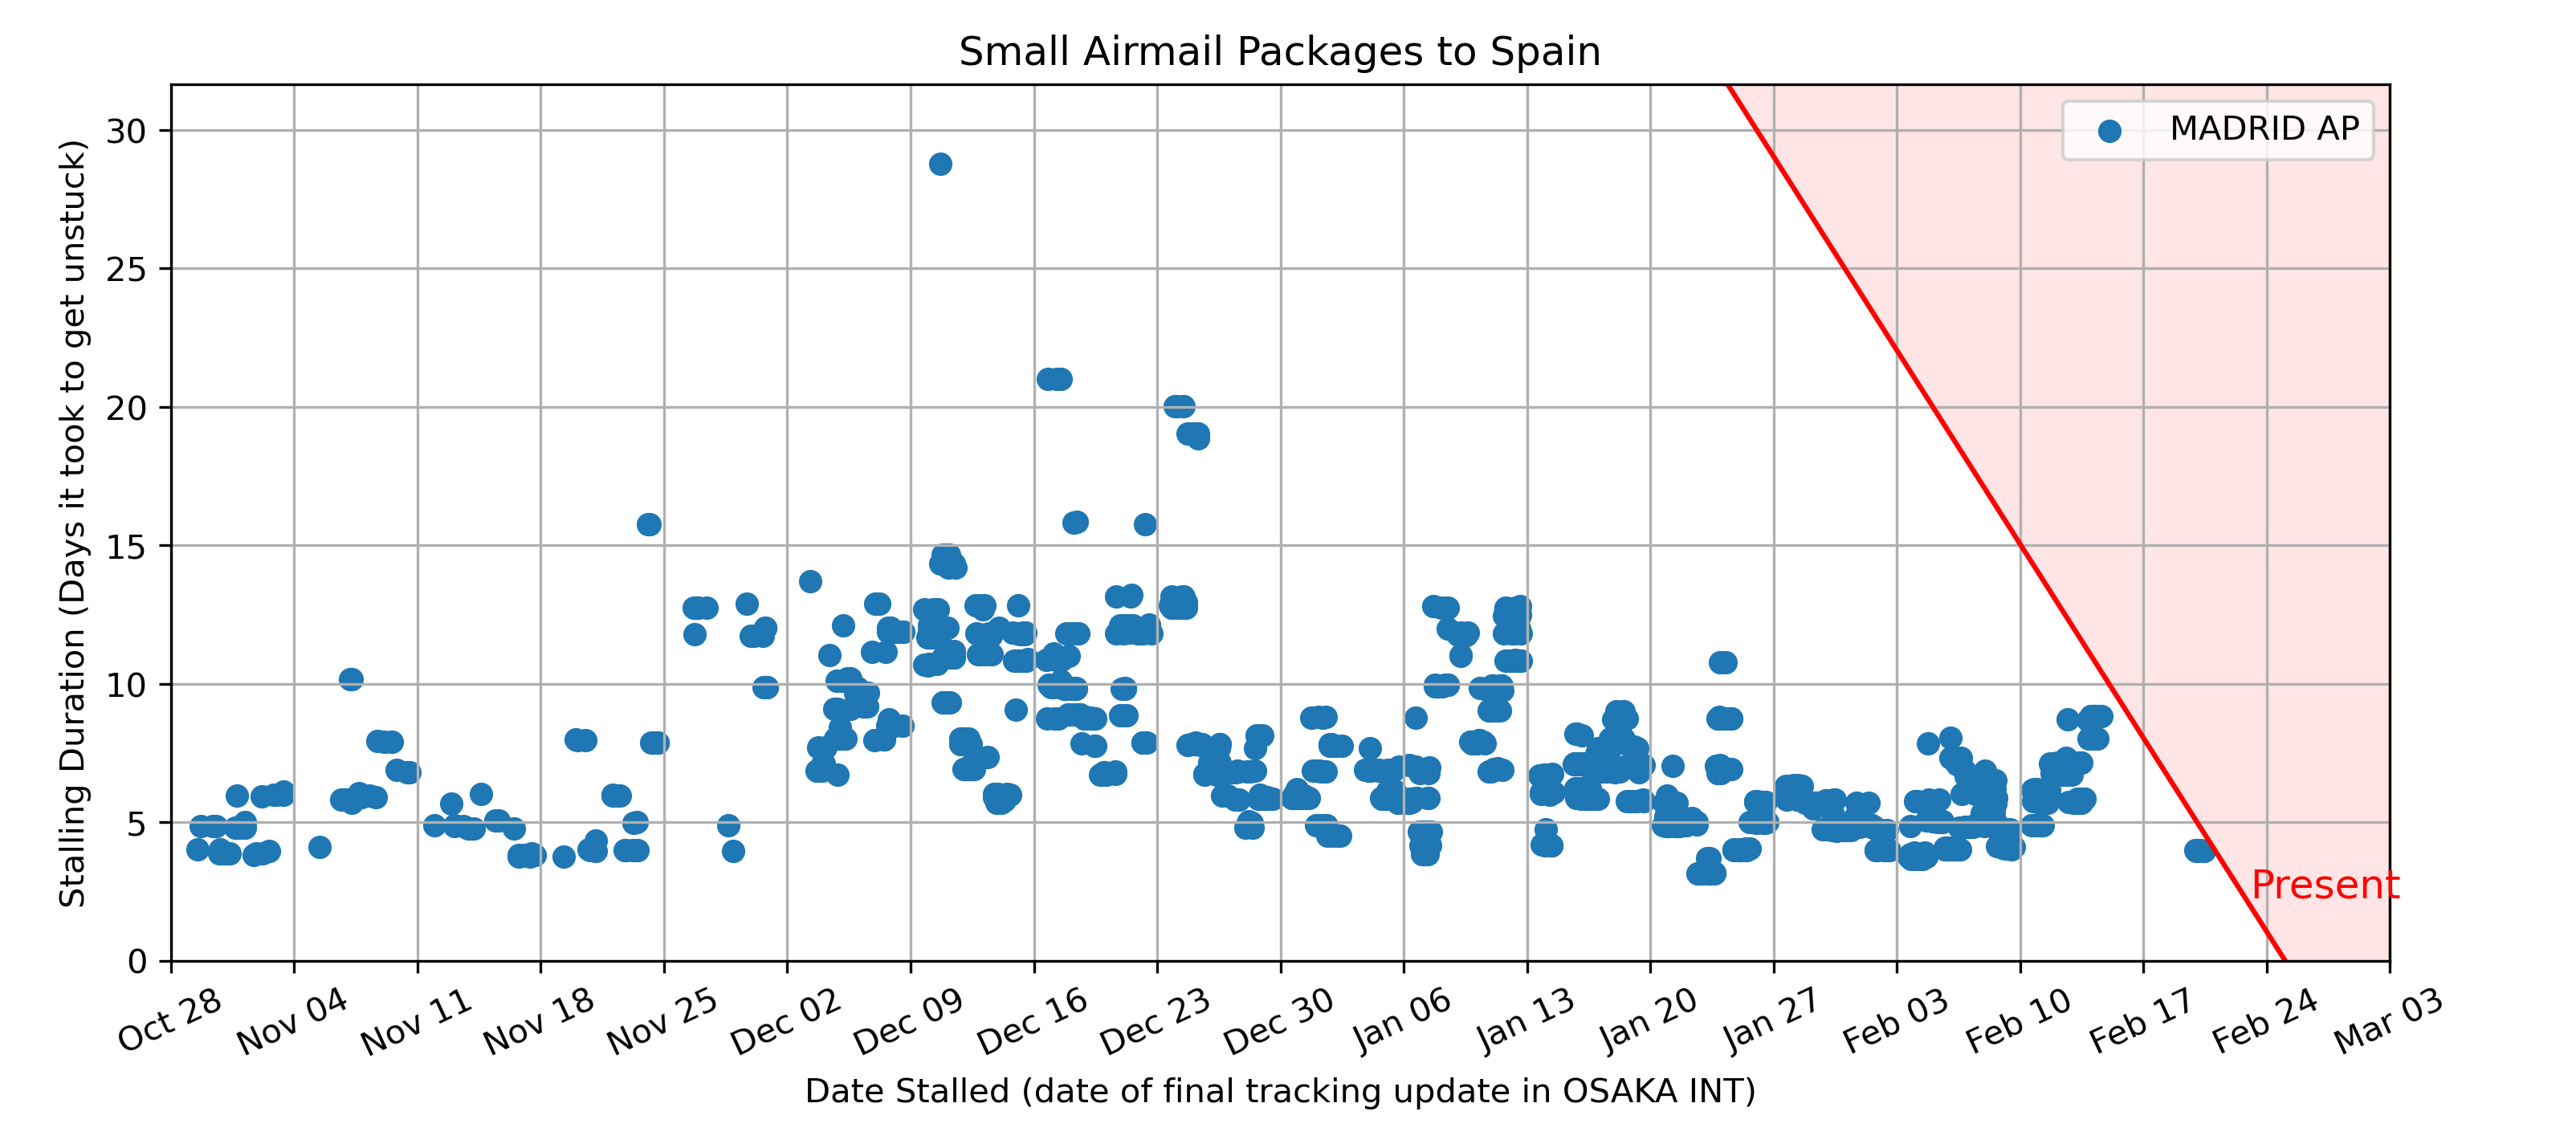 Small Airmail Packages to Spain
MADRID AP
Stalling Duration (Days it took to get unstuck)
30
25
20
15
10
5
0
Present
Oct 28
Nov 04
Nov 11
Nov 18
Nov 25
Dec 02
Dec 09
Dec 16
Dec 23
Dec 30
Jan 06
Jan 13
Jan 20
Jan 27
Feb 03
Feb 10
Feb 17
Feb 24
Mar 03
Date Stalled (date of final tracking update in OSAKA INT)